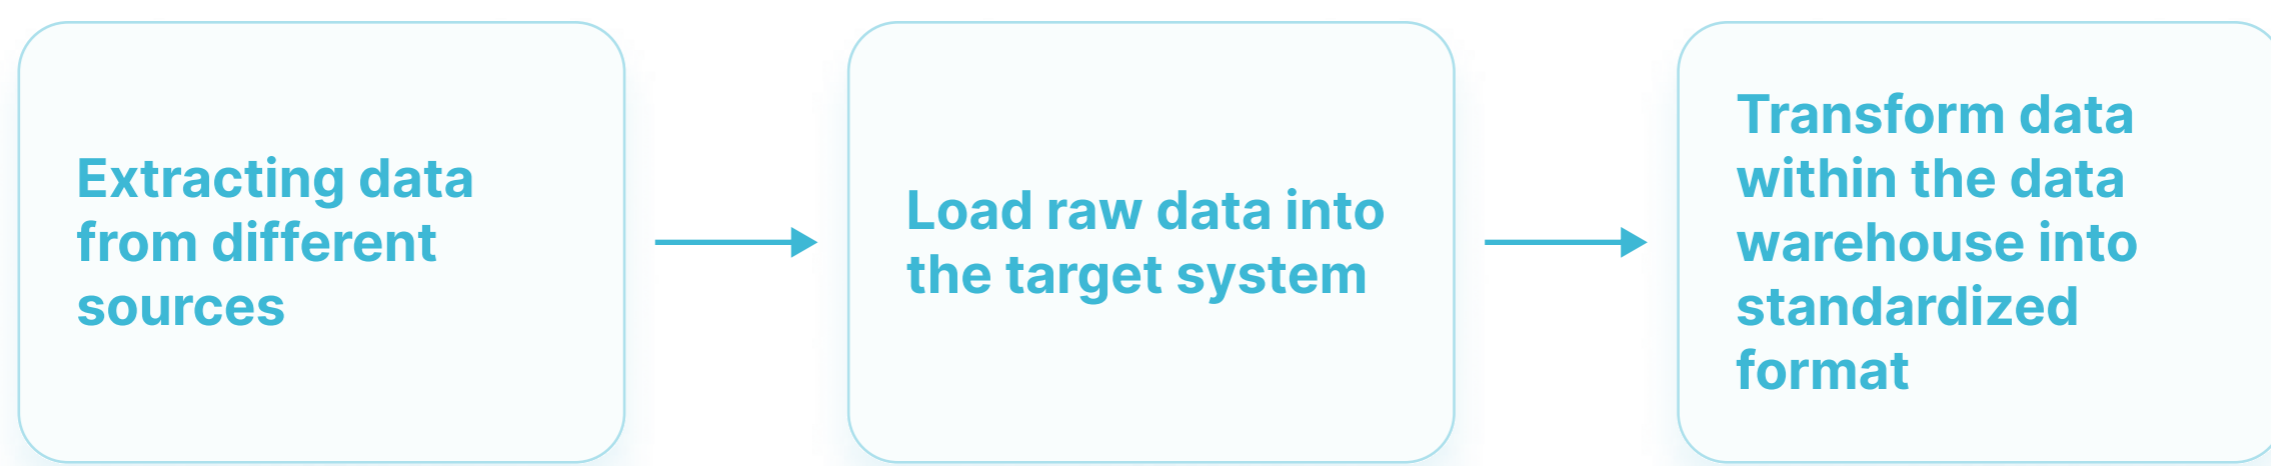 Extracting data
from different
sources
Load raw data into
the target system
Transform data
within the data
warehouse into
standardized
format